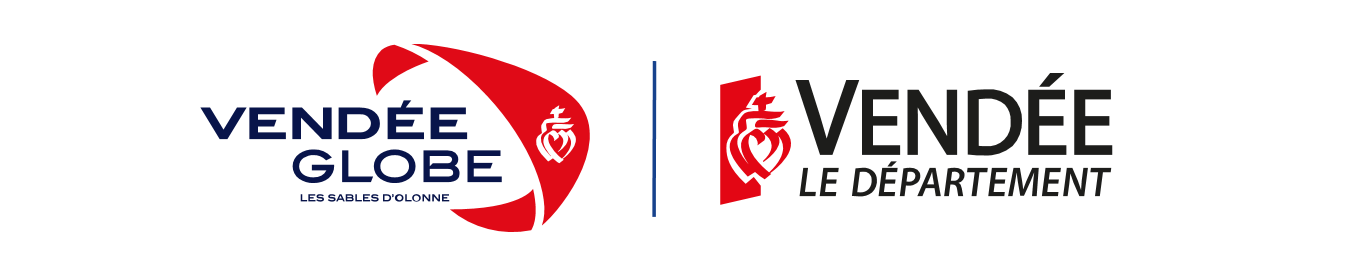 VENDÉE
GLOBE
LES SABLES D'OLONNE
VENDÉE
LE DÉPARTEMENT